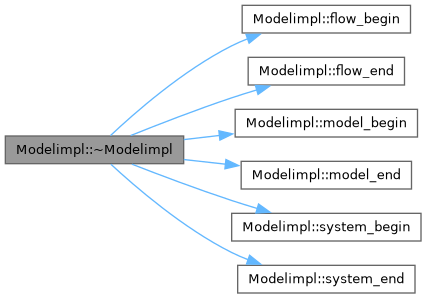 Modelimpl::flow_begin
Modelimpl::flow_end
Modelimpl::model_begin
Modelimpl::~Modelimpl
Modelimpl::model_end
Modelimpl::system_begin
Modelimpl::system_end